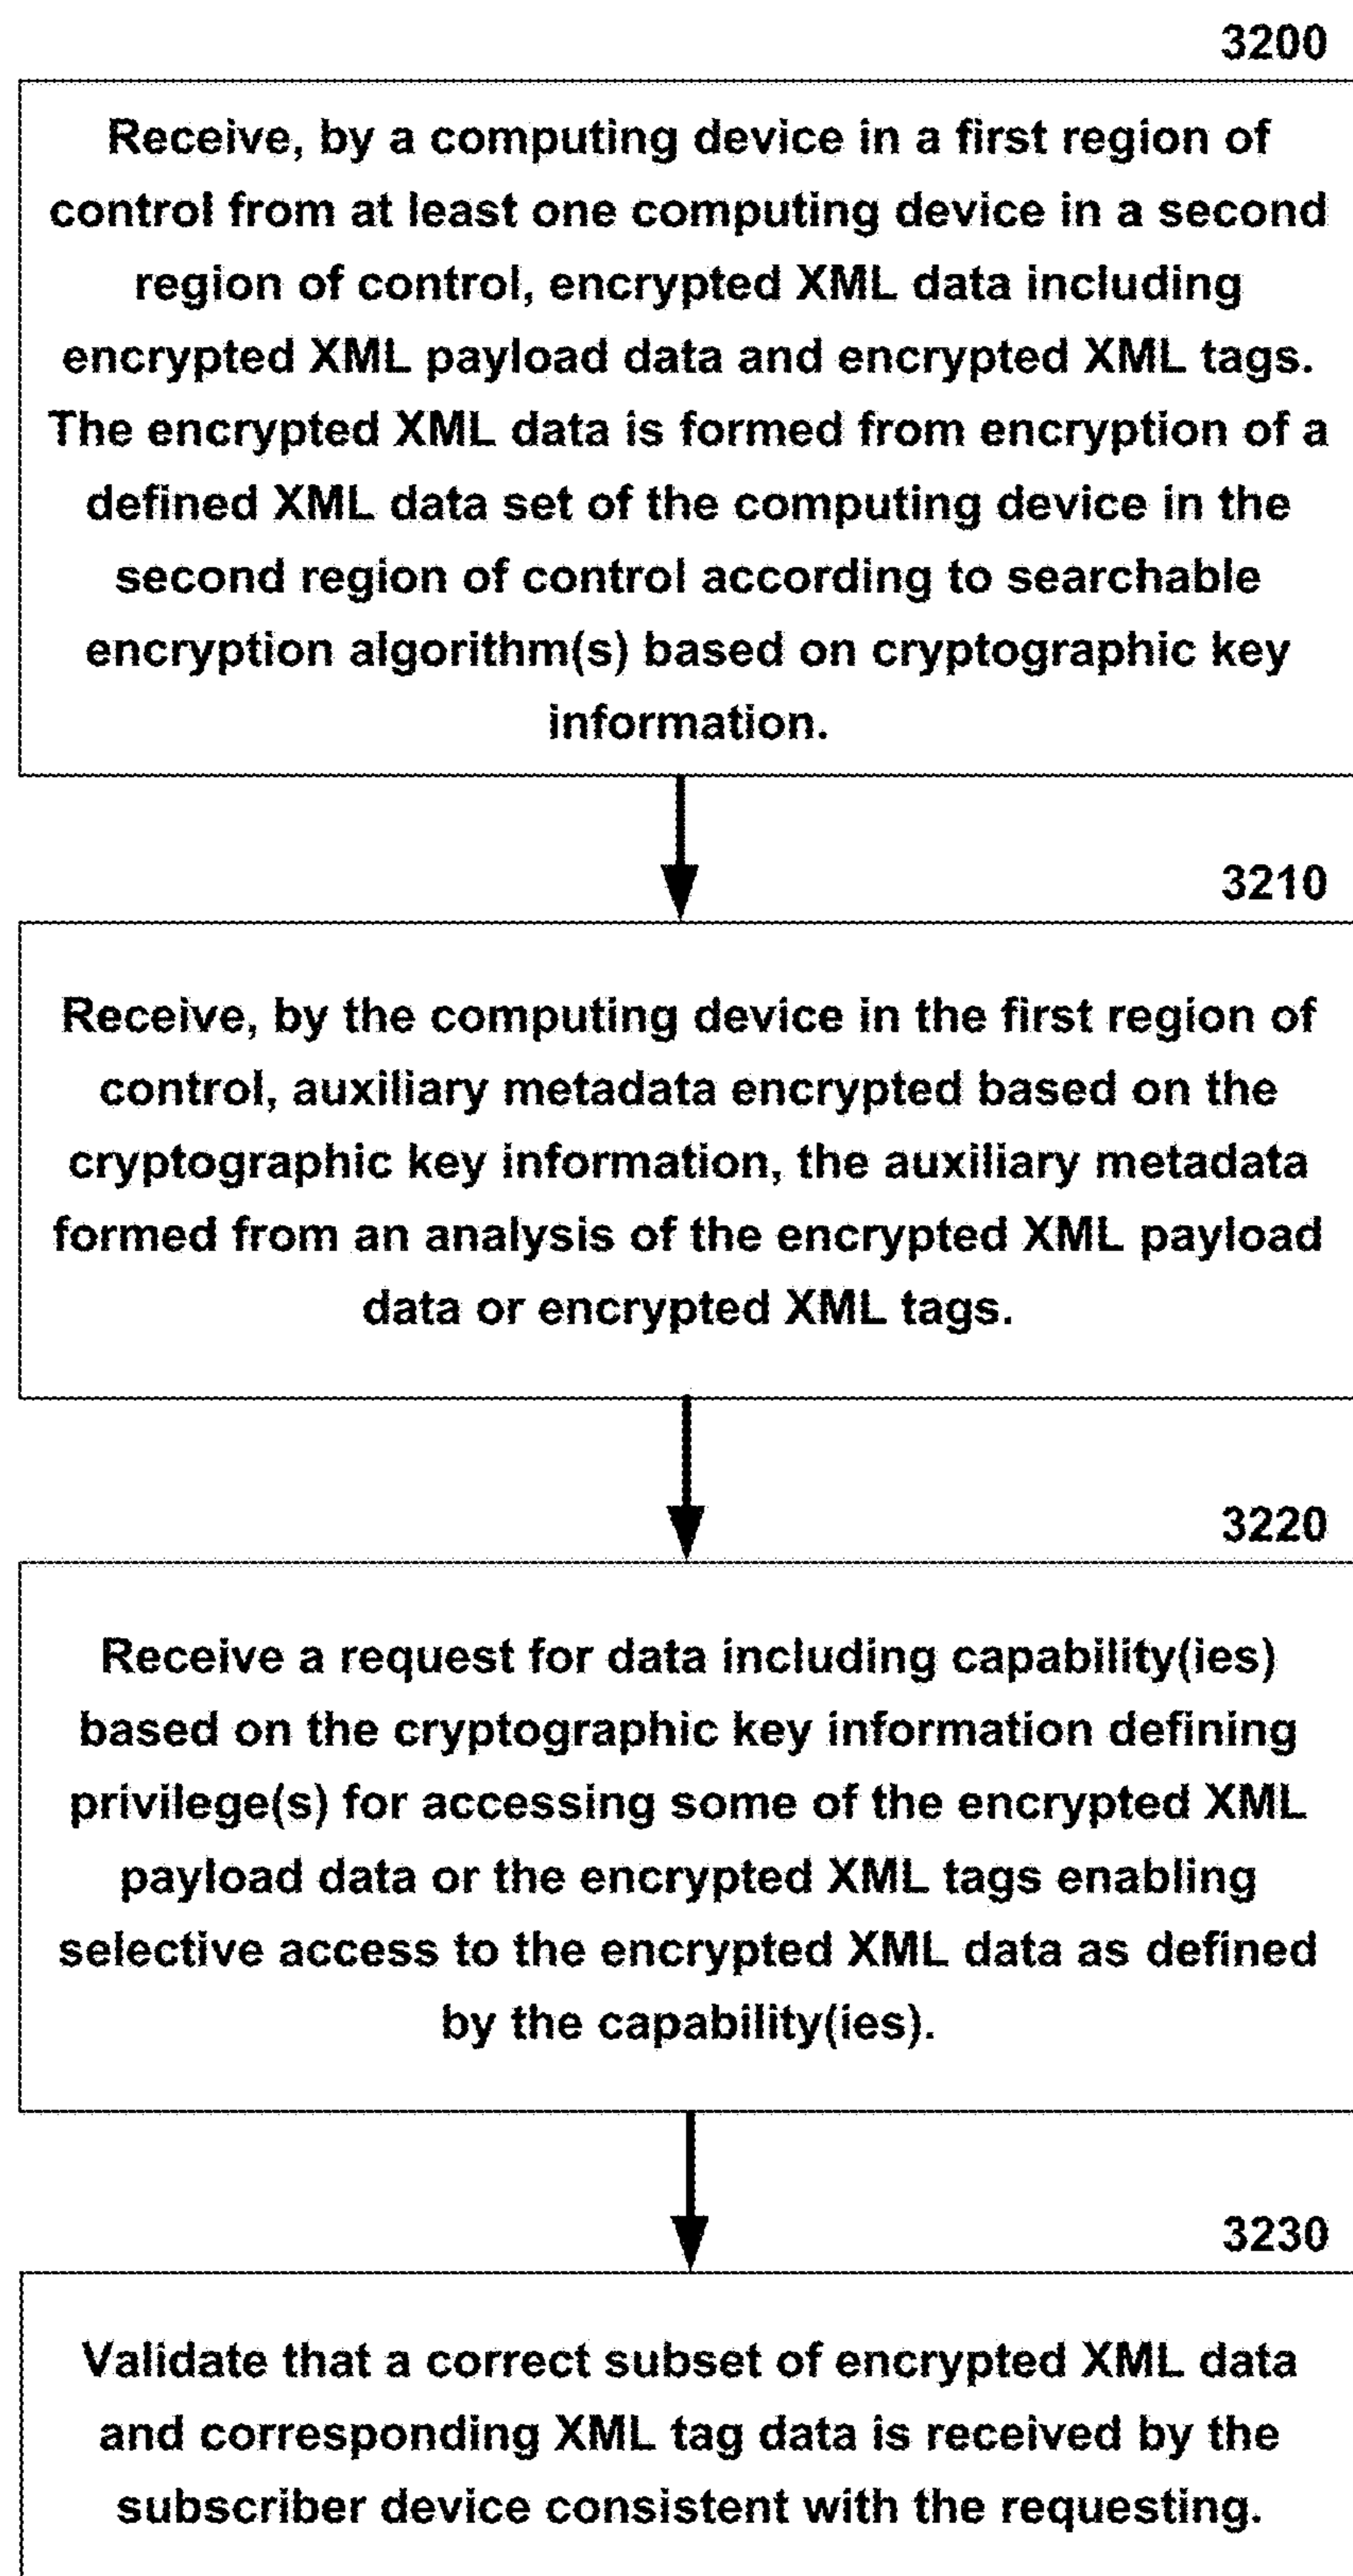 3200
Receive, by a computing device in a first region of
control from at least one computing device in a second
region of control, encrypted XML data including
encrypted XML payload data and encrypted XML tags.
The encrypted XML data is formed from encryption of a
defined XML data set of the computing device in the
second region of control according to searchable
encryption algorithm(s) based on cryptographic key
information.
3210
Receive, by the computing device in the first region of
control, auxiliary metadata encrypted based on the
cryptographic key information, the auxiliary metadata
formed from an analysis of the encrypted XML payload
data or encrypted XML tags.
3220
Receive a request for data including capability(ies)
based on the cryptographic key information defining
privilege(s) for accessing some of the encrypted XML
payload data or the encrypted XML tags enabling
selective access to the encrypted XML data as defined
by the capability(ies).
3230
Validate that a correct subset of encrypted XML data
and corresponding XML tag data is received by the
subscriber device consistent with the requesting.